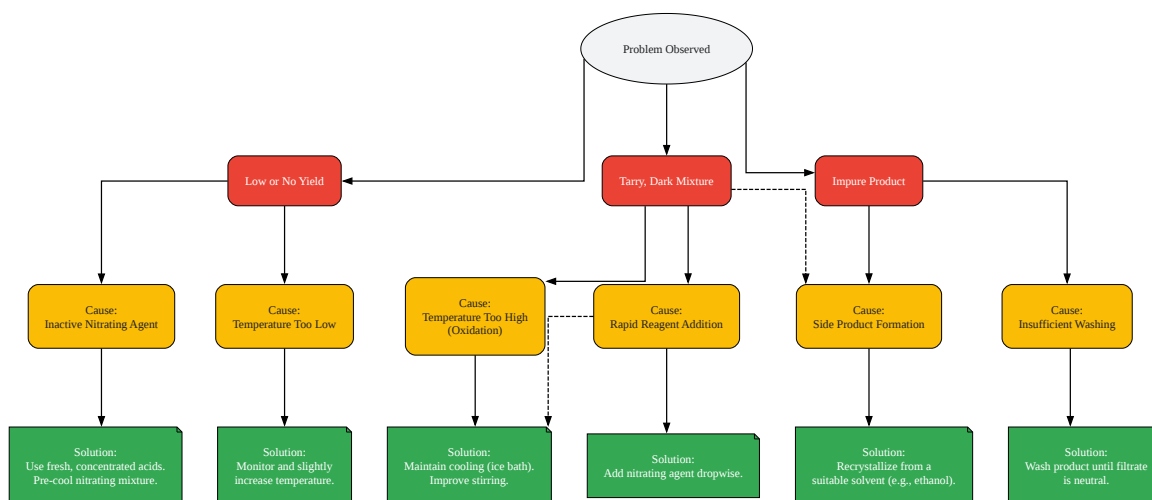 Problem Observed
Low or No Yield
Tarry, Dark Mixture
Impure Product
Cause:
Inactive Nitrating Agent
Cause:
Temperature Too Low
Cause:
Temperature Too High
(Oxidation)
Cause:
Rapid Reagent Addition
Cause:
Side Product Formation
Cause:
Insufficient Washing
Solution:
Use fresh, concentrated acids.
Pre-cool nitrating mixture.
Solution:
Monitor and slightly
increase temperature.
Solution:
Maintain cooling (ice bath).
Improve stirring.
Solution:
Add nitrating agent dropwise.
Solution:
Recrystallize from a
suitable solvent (e.g., ethanol).
Solution:
Wash product until filtrate
is neutral.